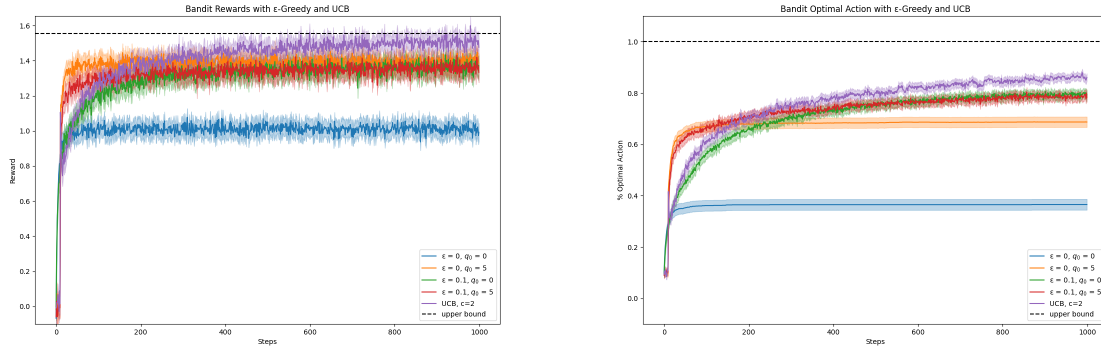 Bandit Rewards with ε-Greedy and UCB
1.6
1.4
1.2
1.0
0.8
0.6
0.4
0.2
0.0
Reward
0
200
400
600
800
1000
Steps
ε = 0, q₀ = 0
ε = 0, q₀ = 5
ε = 0.1, q₀ = 0
ε = 0.1, q₀ = 5
UCB, c=2
upper bound
Bandit Optimal Action with ε-Greedy and UCB
1.0
0.8
0.6
0.4
0.2
0.0
% Optimal Action
0
200
400
600
800
1000
Steps
ε = 0, q₀ = 0
ε = 0, q₀ = 5
ε = 0.1, q₀ = 0
ε = 0.1, q₀ = 5
UCB, c=2
upper bound